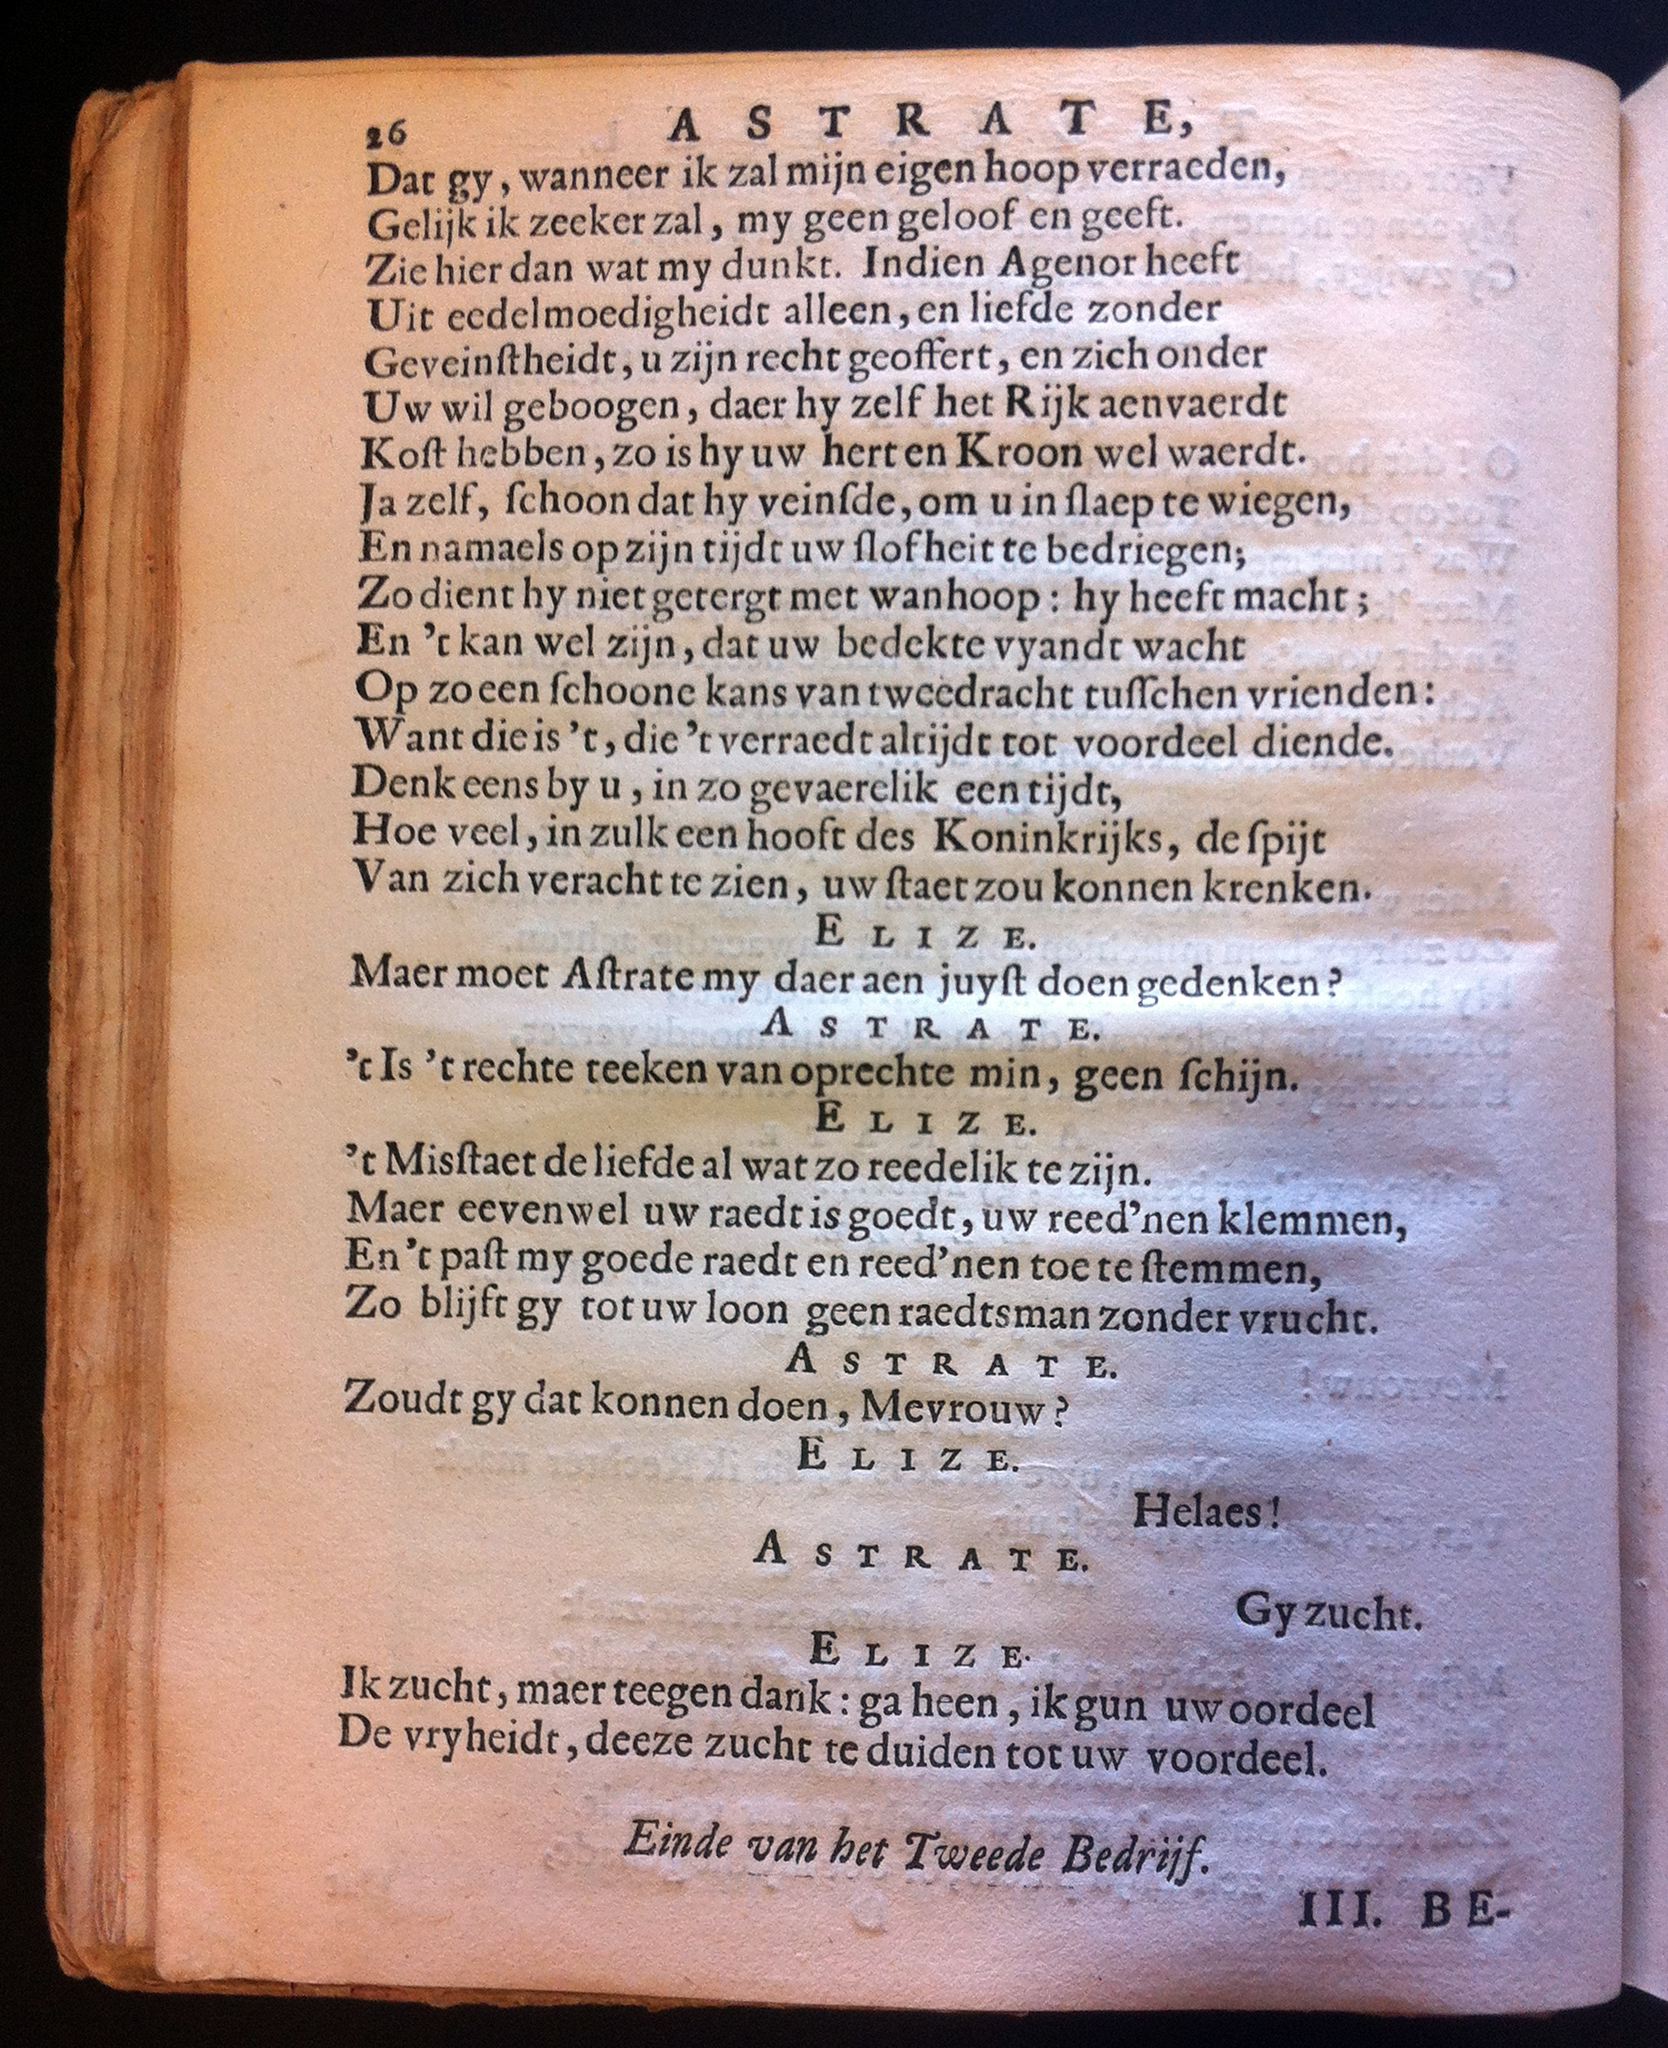 26 ASTRATE,
Dat gy, wanneer ik zal mijn eigen hoop verraeden,
Gelijk ik zeeker zal, my geen geloof en geeft.
Zie hier dan wat my dunkt. Indien Agenor heeft
Uit eedelmoedigheidt alleen, en liefde zonder
Geveinſtheidt, u zijn recht geoffert, en zich onder
Uw wil geboogen, daer hy zelf het Rijk aenvaerdt
Koſt hebben, zo is hy uw hert en Kroon wel waerdt.
Ja zelf, ſchoon dat hy veinſde, om u in ſlaep te wiegen,
En namaels op zijn tijdt uw ſlofheit te bedriegen;
Zo dient hy niet getergt met wanhoop: hy heeft macht;
En 't kan wel zijn, dat uw bedekte vyandt wacht
Op zo een ſchoone kans van tweedracht tuſſchen vrienden:
Want die is 't, die 't verraedt altijdt tot voordeel diende.
Denk eens by u, in zo gevaerelik een tijdt,
Hoe veel, in zulk een hooft des Koninkrijks, de ſpijt
Van zich veracht te zien, uw ſtaet zou konnen krenken.
ELIZE.
Maer moet Aſtrate my daer aen juyſt doen gedenken?
ASTRATE.
't Is 't rechte teeken van oprechte min, geen ſchijn.
ELIZE.
't Misſtaet de liefde al wat zo reedelik te zijn.
Maer eevenwel uw raedt is goedt, uw reed'nen klemmen,
En 't paſt my goede raedt en reed'nen toe te ſtemmen,
Zo blijft gy tot uw loon geen raedtsman zonder vrucht.
ASTRATE.
Zoudt gy dat konnen doen, Mevrouw?
ELIZE.
Helaes!
ASTRATE.
Gy zucht.
ELIZE.
Ik zucht, maer teegen dank: ga heen, ik gun uw oordeel
De vryheidt, deeze zucht te duiden tot uw voordeel.
Einde van het Tweede Bedrijf.
III. BE-